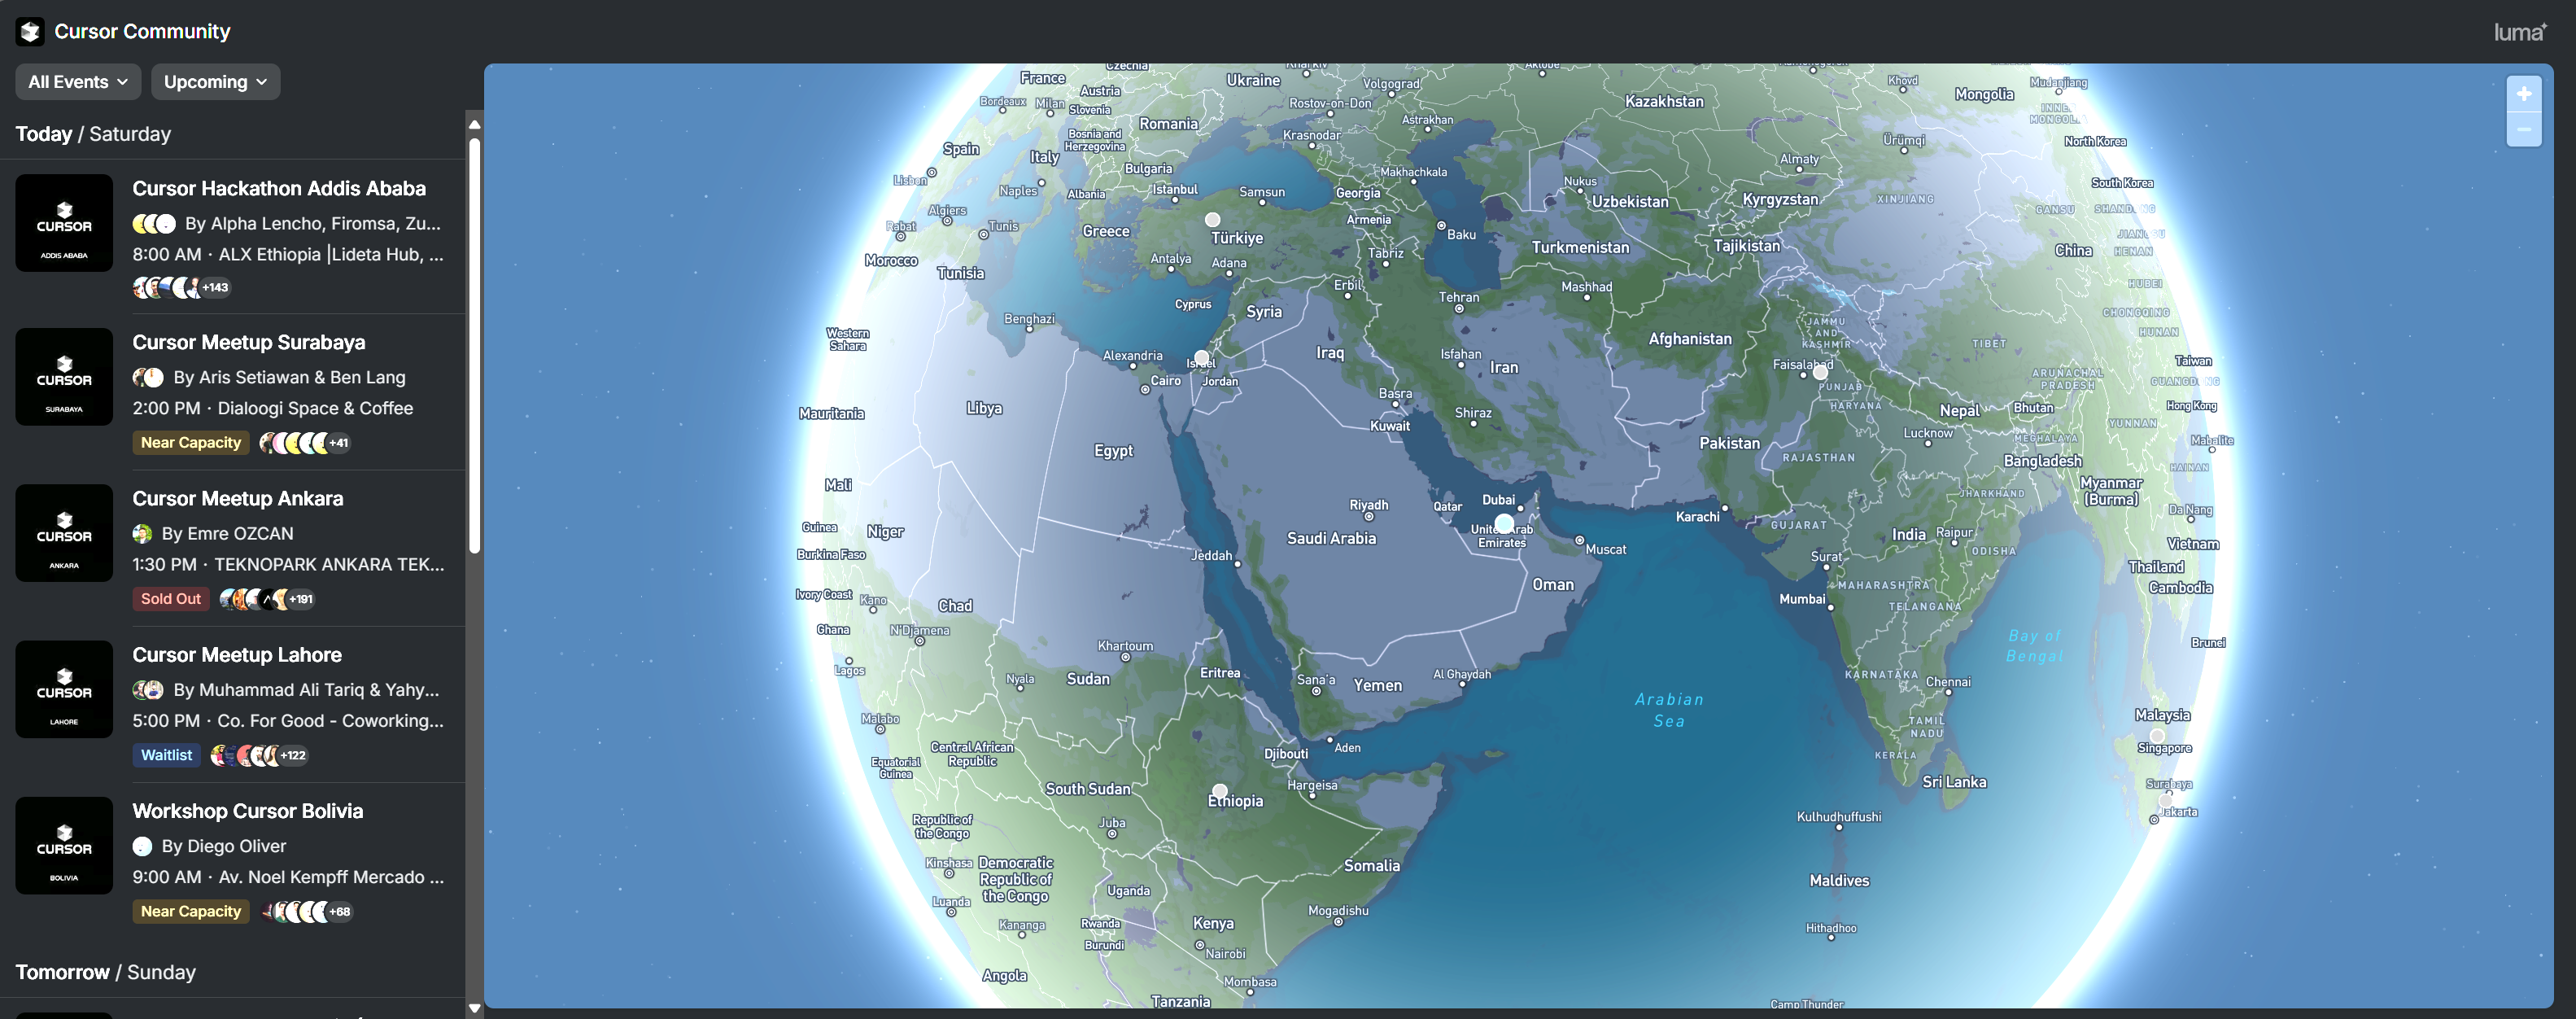 Cursor Community
luma
All Events
Upcoming
Today / Saturday
CURSOR
ADDIS ABABA
Cursor Hackathon Addis Ababa
By Alpha Lencho, Firomsa, Zu...
8:00 AM · ALX Ethiopia |Lideta Hub, ...
+143
CURSOR
SURABAYA
Cursor Meetup Surabaya
By Aris Setiawan & Ben Lang
2:00 PM · Dialoogi Space & Coffee
Near Capacity
+41
CURSOR
ANKARA
Cursor Meetup Ankara
By Emre OZCAN
1:30 PM · TEKNOPARK ANKARA TEK...
Sold Out
+191
CURSOR
LAHORE
Cursor Meetup Lahore
By Muhammad Ali Tariq & Yahy...
5:00 PM · Co. For Good - Coworking...
Waitlist
+122
CURSOR
BOLIVIA
Workshop Cursor Bolivia
By Diego Oliver
9:00 AM · Av. Noel Kempff Mercado ...
Near Capacity
+68
Tomorrow / Sunday
Czechia
Kharkiv
Aktobe
France
Austria
Ukraine
Volgograd
Kazakhstan
Khovd
Mongolia
Mudanjiang
Bordeaux
Milan
Slovenia
Rostov-on-Don
INNER
MONGOLIA
Romania
Astrakhan
Bosnia and
Herzegovina
Krasnodar
Ürümqi
North Korea
Spain
Italy
Bulgaria
Almaty
Lisbon
Naples
Albania
Istanbul
Samsun
Georgia
Makhachkala
Nukus
Uzbekistan
Kyrgyzstan
XINJIANG
South Korea
Algiers
Tunis
Rabat
Greece
Türkiye
Armenia
Baku
GANSU
SHANDONG
JIANGSU
Morocco
Tunisia
Antalya
Adana
Tabriz
Turkmenistan
Tajikistan
China
HENAN
Cyprus
Syria
Erbil
Tehran
Mashhad
HUBEI
Benghazi
CHONGQING
Western
Sahara
Alexandria
Israel
Iraq
Isfahan
Iran
Afghanistan
JAMMU
AND
KASHMIR
TIBET
HUNAN
Cairo
Jordan
Faisalabad
PUNJAB
ARUNACHAL
PRADESH
Taiwan
GUANGDONG
Mauritania
Libya
Basra
Kuwait
Shiraz
HARYANA
Nepal
Bhutan
Hong Kong
Egypt
Pakistan
Lucknow
MEGHALAYA
YUNNAN
Mabalite
Mali
RAJASTHAN
Bangladesh
HAINAN
Guinea
Niger
Riyadh
Qatar
Dubai
JHARKHAND
Myanmar
(Burma)
Da Nang
Burkina Faso
Jeddah
Saudi Arabia
United Arab
Emirates
Muscat
Karachi
GUJARAT
India
Raipur
ODISHA
Vietnam
Ivory Coast
Kano
Chad
Oman
Surat
MAHARASHTRA
Thailand
Cambodia
Ghana
N'Djamena
Mumbai
TELANGANA
Lagos
Khartoum
Bay of
Bengal
Brunei
Nyala
Sudan
Eritrea
Sana'a
Yemen
Al Ghaydah
KARNATAKA
Chennai
Malabo
Arabian
Sea
TAMIL
NADU
Malaysia
Equatorial
Guinea
Central African
Republic
Djibouti
Aden
KERALA
Singapore
South Sudan
Ethiopia
Hargeisa
Sri Lanka
Surabaya
Jakarta
Republic of
the Congo
Juba
Kulhudhuffushi
Kinshasa
Democratic
Republic of
the Congo
Uganda
Somalia
Maldives
Luanda
Kananga
Rwanda
Burundi
Kenya
Nairobi
Mogadishu
Hithadhoo
Angola
Mombasa
Tanzania
Camp Thunder